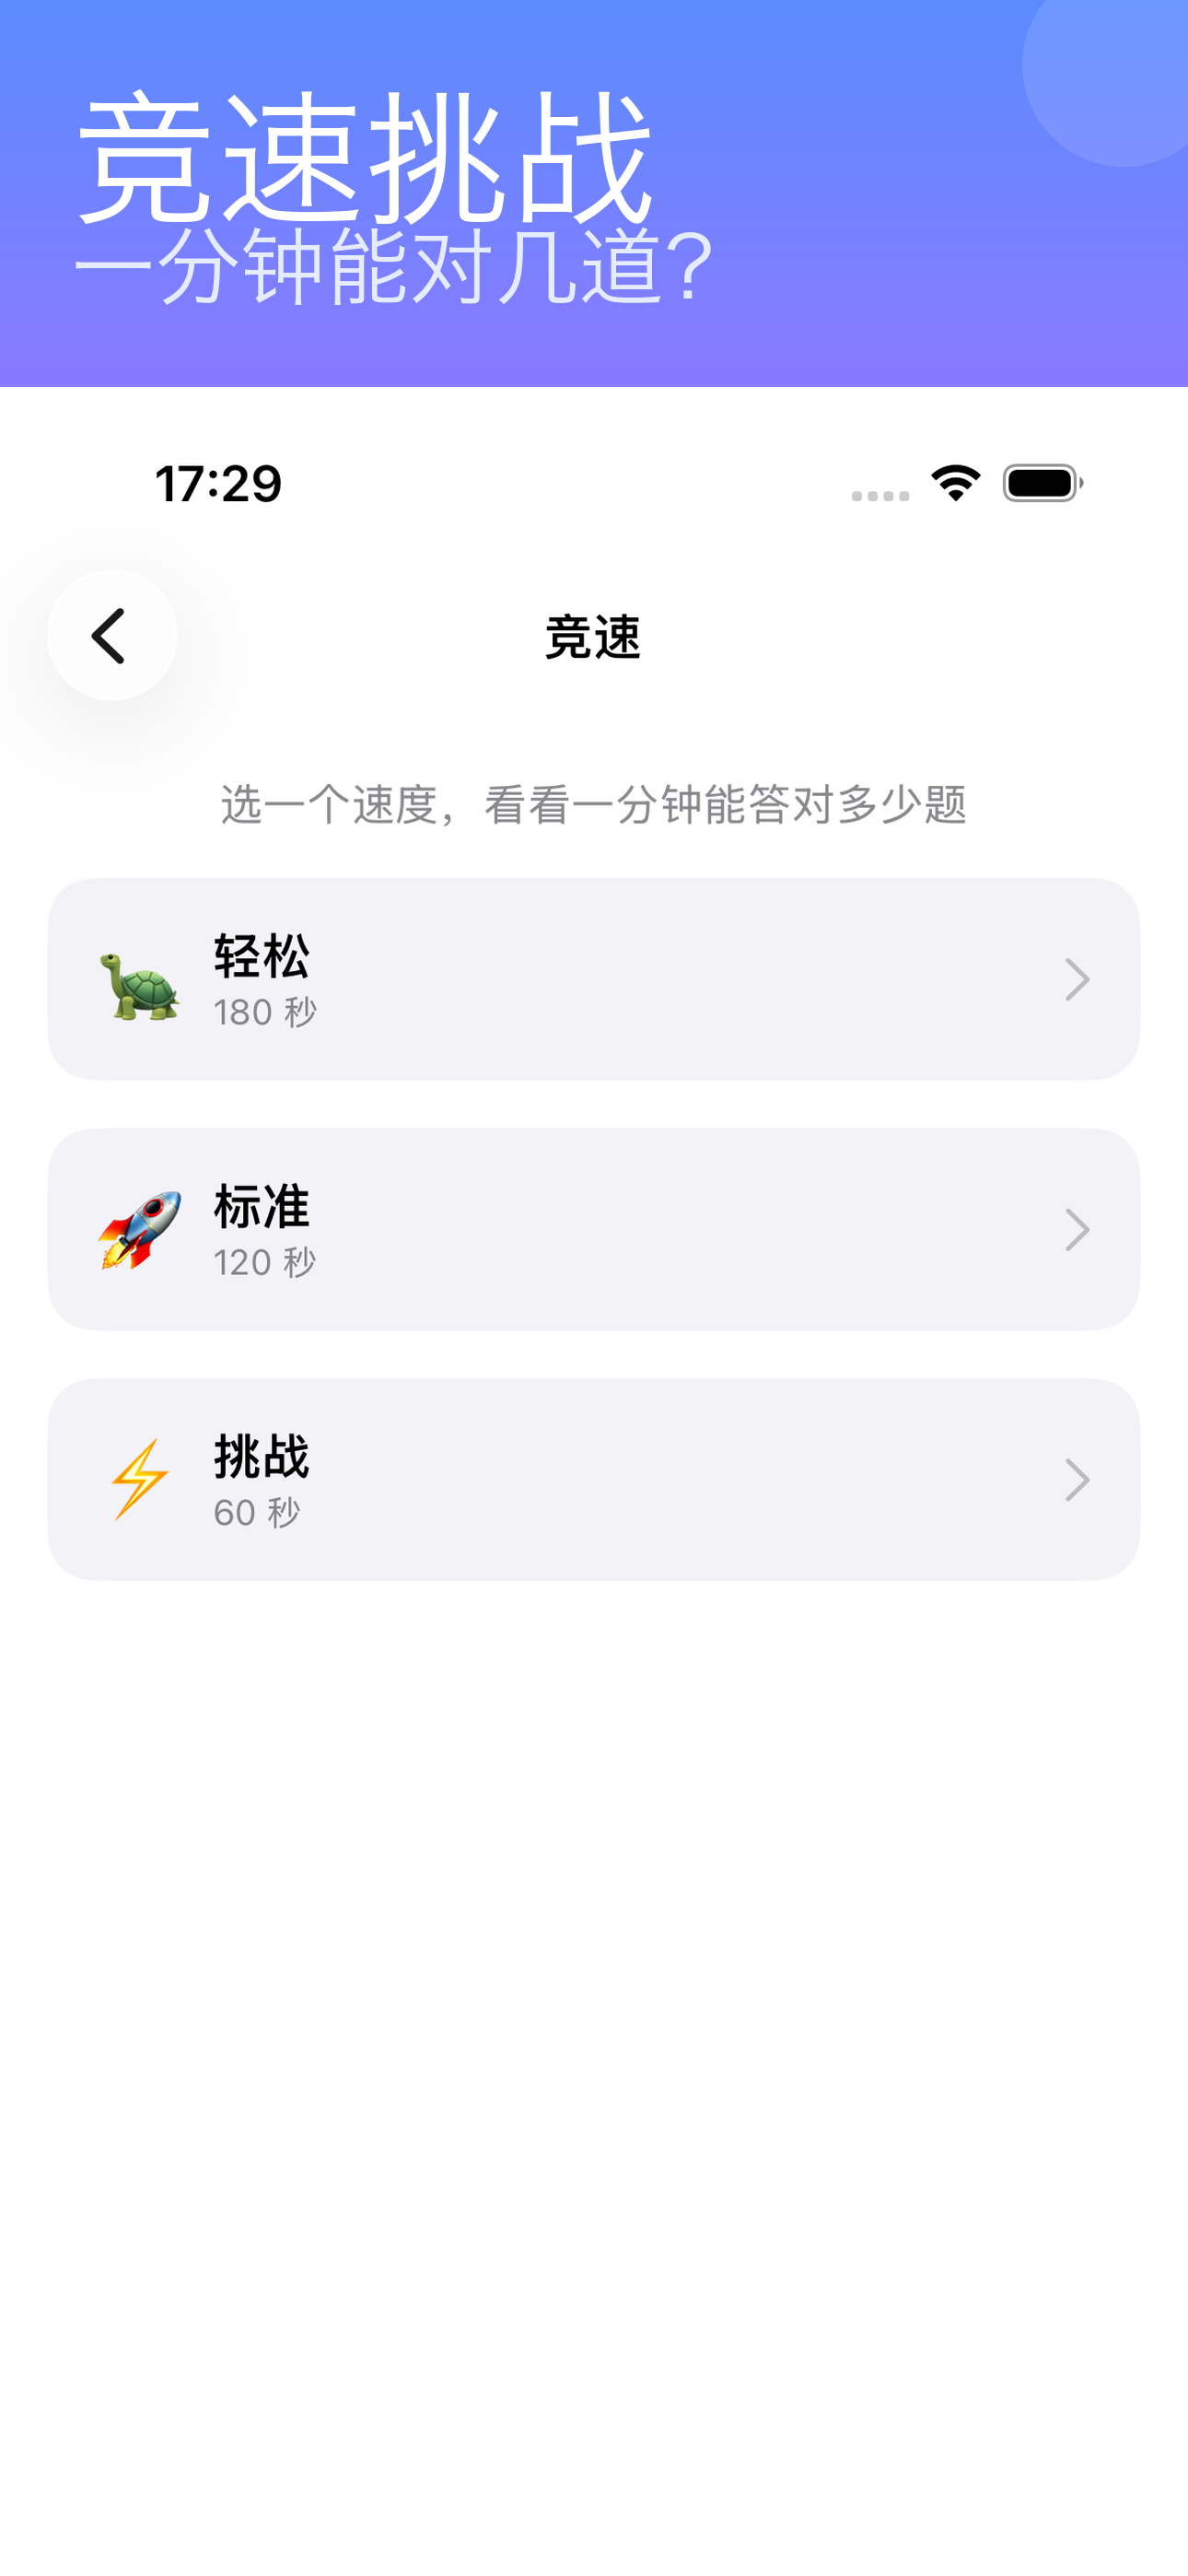 竞速挑战
一分钟能对几道？
17:29
竞速
选一个速度，看看一分钟能答对多少题
轻松
180 秒
标准
120 秒
挑战
60 秒